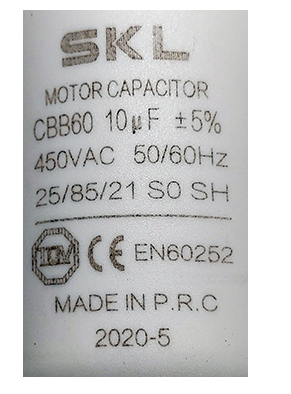 SKL
MOTOR CAPACITOR
CBB60 10µF ±5%
450VAC 50/60Hz
25/85/21 S0 SH
TÜV CE EN60252
MADE IN P.R.C
2020-5